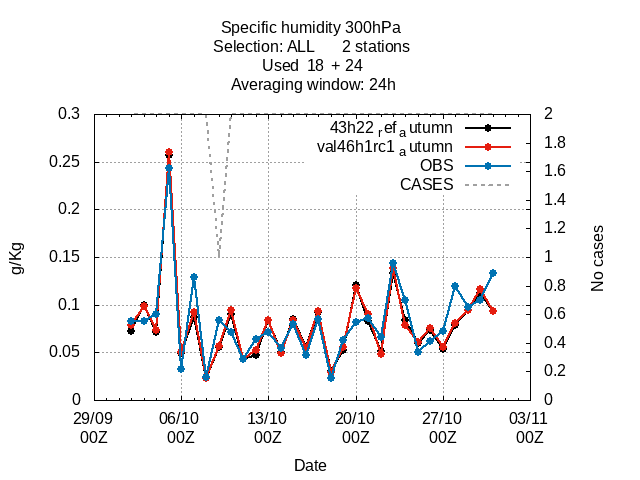 Specific humidity 300hPa
Selection: ALL 2 stations
Used 18 + 24
Averaging window: 24h
0.3
0.25
0.2
0.15
0.1
0.05
0
g/Kg
43h22 ref a utumn
val46h1rc1 a utumn
OBS
CASES
2
1.8
1.6
1.4
1.2
1
0.8
0.6
0.4
0.2
0
No cases
29/09 06/10 13/10 20/10 27/10 03/11
00Z 00Z 00Z 00Z 00Z 00Z
Date